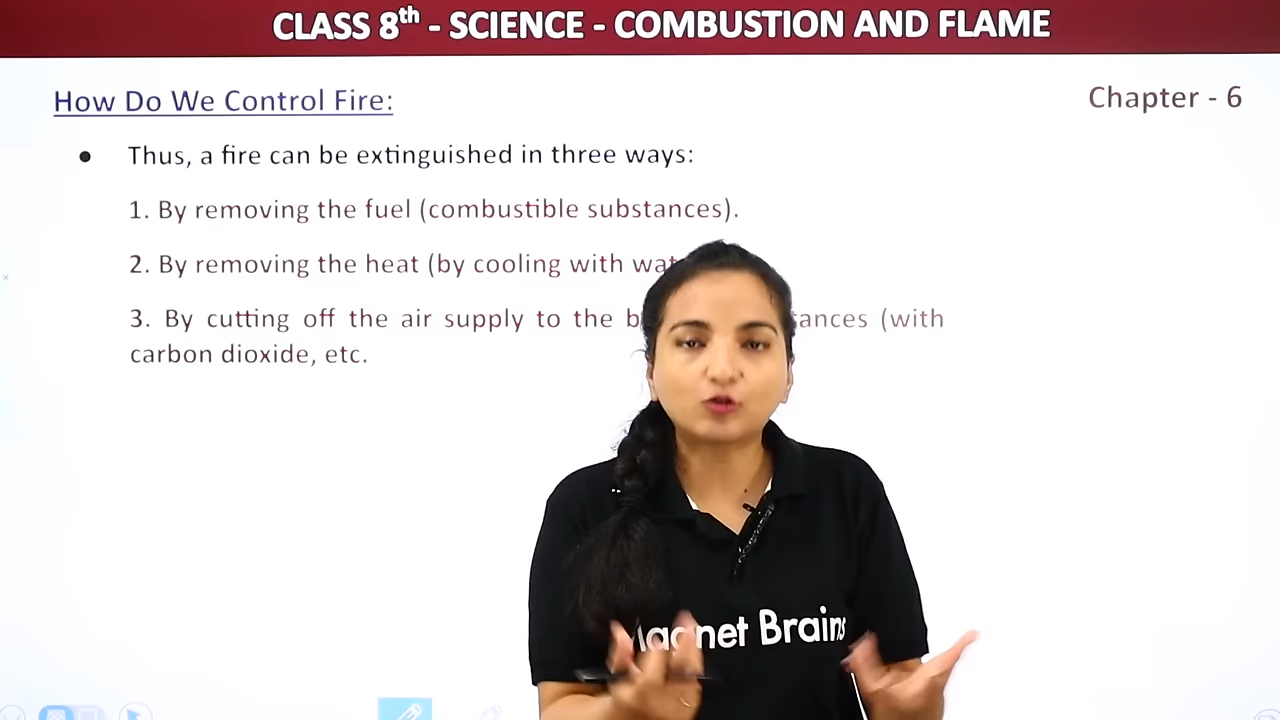 CLASS 8th - SCIENCE - COMBUSTION AND FLAME
How Do We Control Fire:
Chapter - 6
● Thus, a fire can be extinguished in three ways:
1. By removing the fuel (combustible substances).
2. By removing the heat (by cooling with
3. By cutting off the air supply to the (with
carbon dioxide, etc.
Magnet Brains